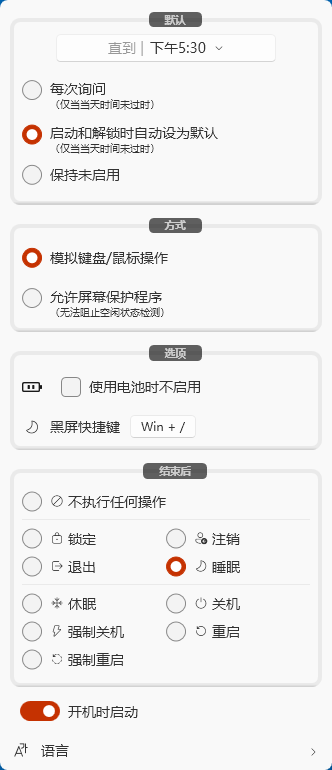 默认
直到 | 下午5:30
每次询问
（仅当当天时间未过时）
启动和解锁时自动设为默认
（仅当当天时间未过时）
保持未启用
方式
模拟键盘/鼠标操作
允许屏幕保护程序
（无法阻止空闲状态检测）
选顶
使用电池时不启用
黑屏快捷键 Win + /
结束后
不执行任何操作
锁定 注销
退出 睡眠
休眠 关机
强制关机 重启
强制重启
开机时启动
语言